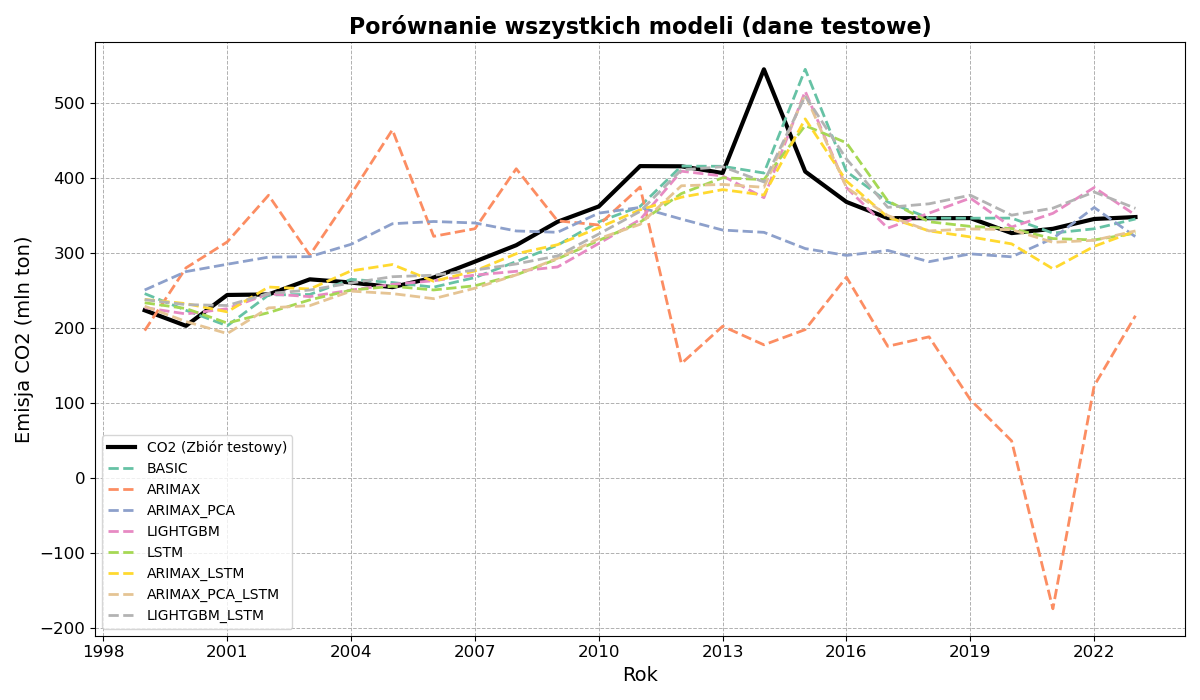 Porównanie wszystkich modeli (dane testowe)
Emisja CO2 (mln ton)
500
400
300
200
100
0
−100
−200
CO2 (Zbiór testowy)
BASIC
ARIMAX
ARIMAX_PCA
LIGHTGBM
LSTM
ARIMAX_LSTM
ARIMAX_PCA_LSTM
LIGHTGBM_LSTM
1998 2001 2004 2007 2010 2013 2016 2019 2022
Rok